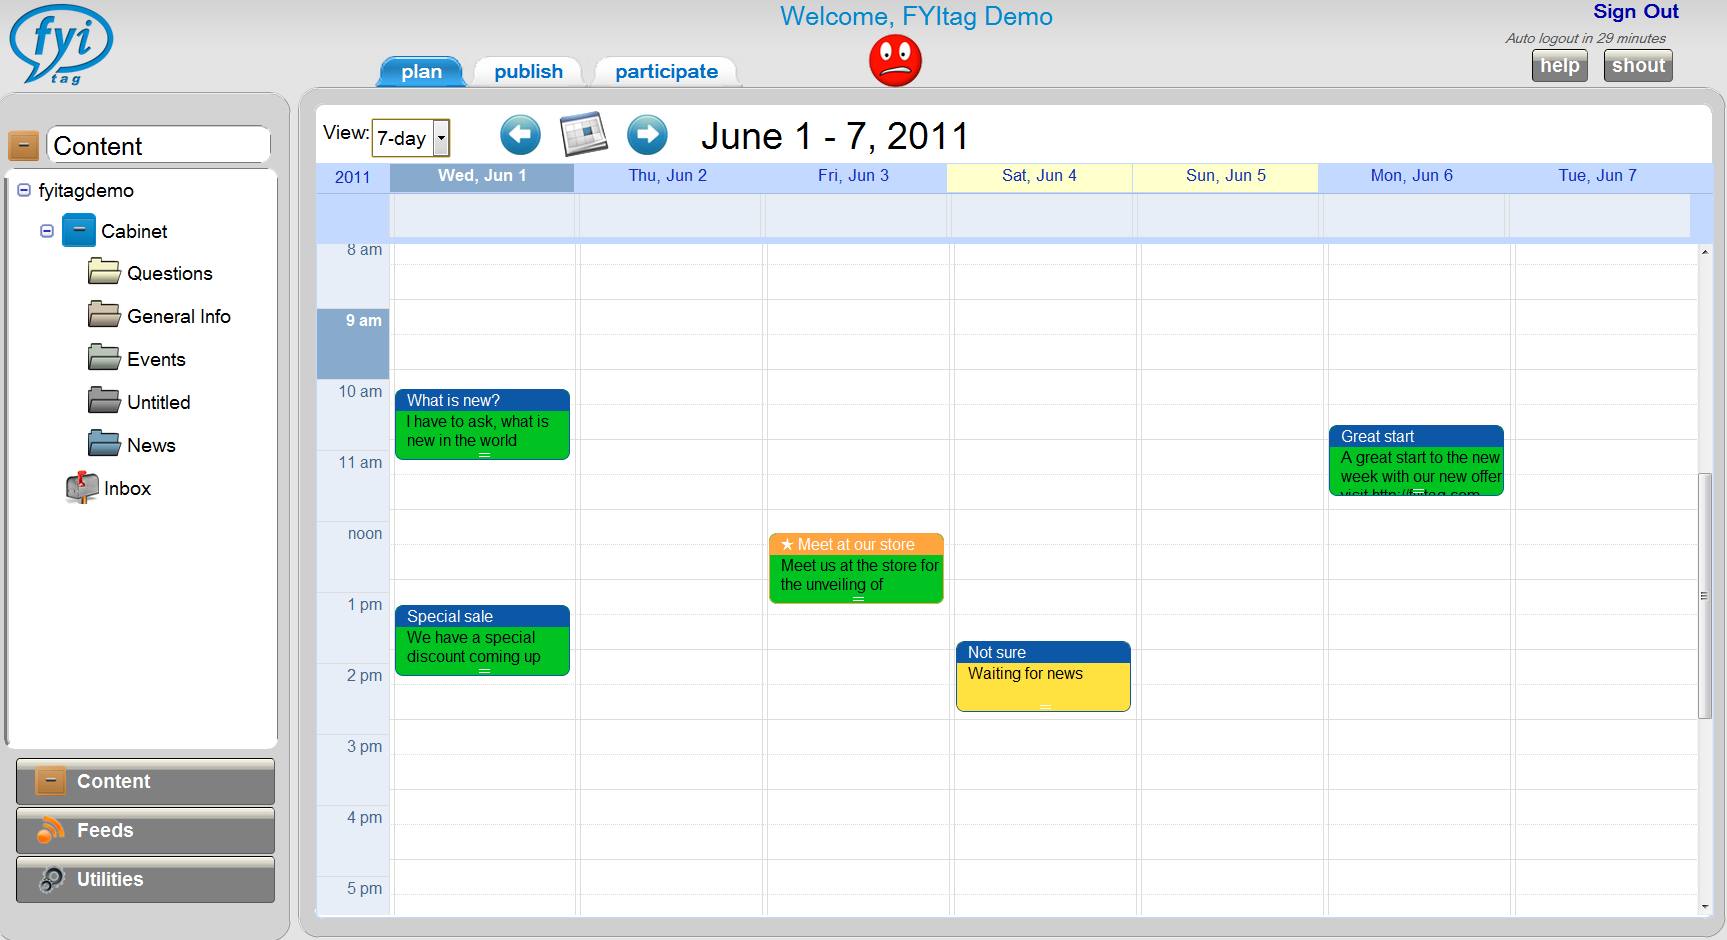 fyi
tag
Welcome, FYItag Demo
Sign Out
Auto logout in 29 minutes
help
shout
plan
publish
participate
Content
fyitagdemo
Cabinet
Questions
General Info
Events
Untitled
News
Inbox
Content
Feeds
Utilities
View:
7-day
June 1 - 7, 2011
2011
Wed, Jun 1
Thu, Jun 2
Fri, Jun 3
Sat, Jun 4
Sun, Jun 5
Mon, Jun 6
Tue, Jun 7
8 am
9 am
10 am
11 am
noon
1 pm
2 pm
3 pm
4 pm
5 pm
What is new?
I have to ask, what is
new in the world
Special sale
We have a special
discount coming up
★ Meet at our store
Meet us at the store for
the unveiling of
Not sure
Waiting for news
Great start
A great start to the new
week with our new offer
visit http://fyitag.com